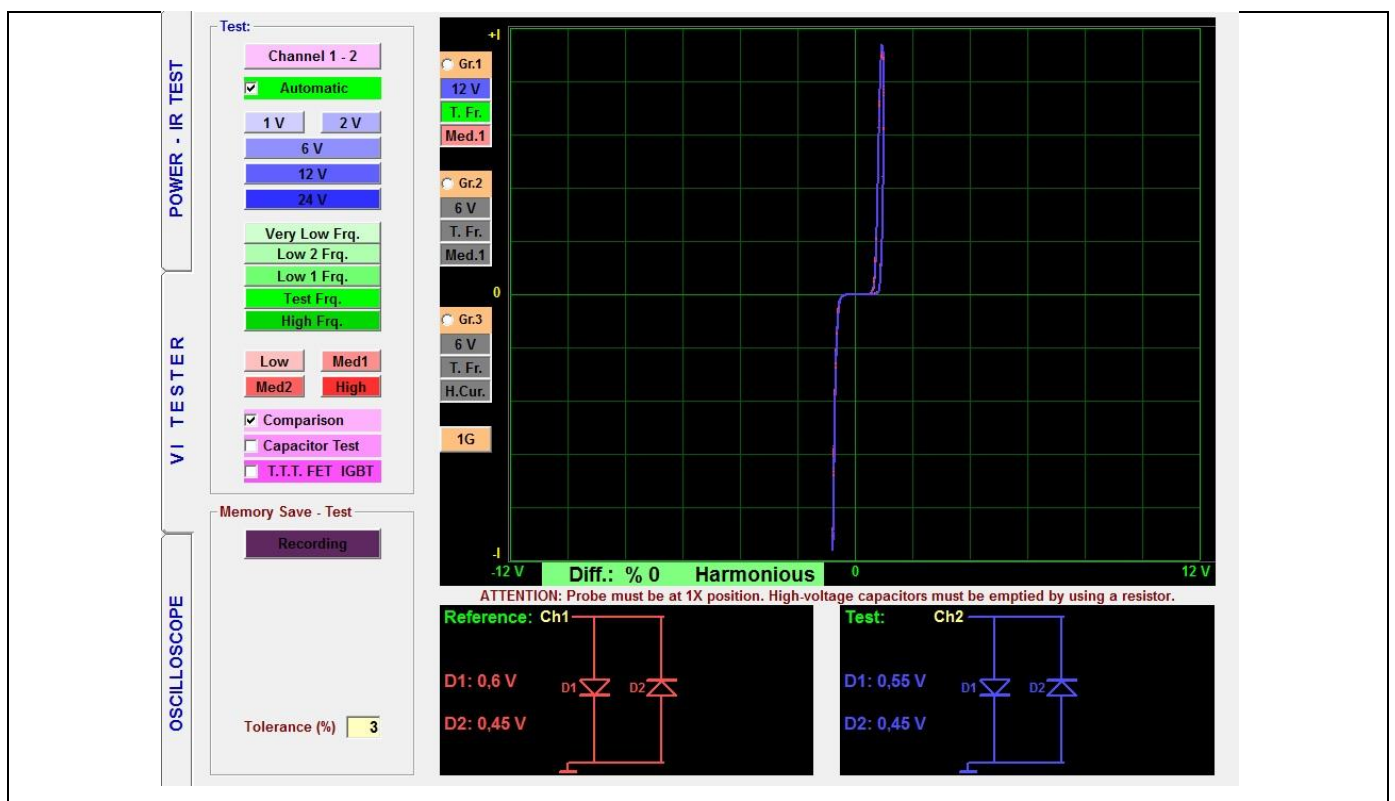 POWER - IR TEST
VI TESTER
OSCILLOSCOPE
Test:
Channel 1 - 2
Automatic
1 V
2 V
6 V
12 V
24 V
Very Low Frq.
Low 2 Frq.
Low 1 Frq.
Test Frq.
High Frq.
Low
Med1
Med2
High
Comparison
Capacitor Test
T.T.T. FET IGBT
Memory Save - Test
Recording
Tolerance (%) 3
Gr.1
12 V
T. Fr.
Med.1
Gr.2
6 V
T. Fr.
Med.1
Gr.3
6 V
T. Fr.
H.Cur.
1G
+I
0
-I
-12 V
0
12 V
Diff.: % 0 Harmonious
ATTENTION: Probe must be at 1X position. High-voltage capacitors must be emptied by using a resistor.
Reference: Ch1
D1: 0,6 V
D1
D2
D2: 0,45 V
Test: Ch2
D1: 0,55 V
D1
D2
D2: 0,45 V